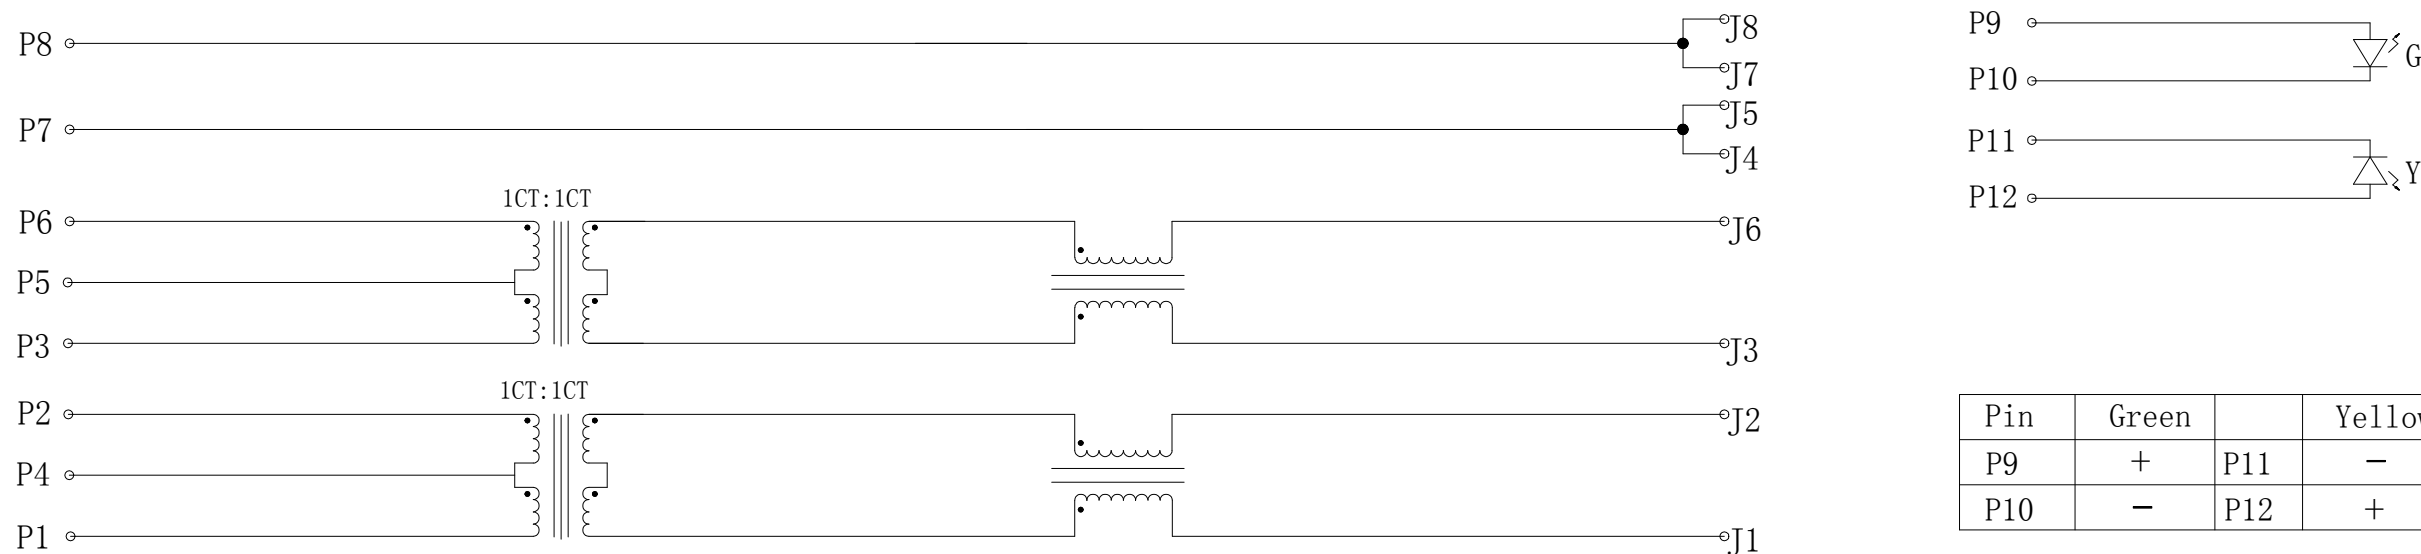 P8
J8
J7
P7
J5
J4
1CT:1CT
P6
J6
P5
P3
J3
1CT:1CT
P2
J2
P4
P1
J1
P9
G
P10
P11
Y
P12
Pin Green Yellow
P9 + P11 −
P10 − P12 +